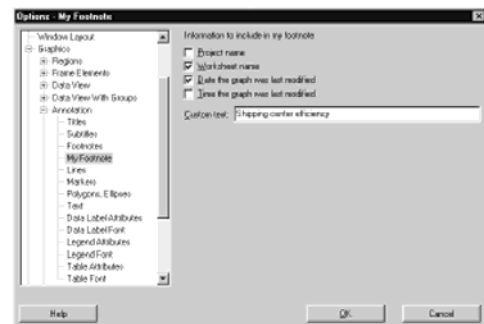 Options - My Footnote
Window Layout
Graphics
Regions
Frame Elements
Data View
Data View With Groups
Annotation
Titles
Subtitles
Footnotes
My Footnote
Lines
Markers
Polygons, Ellipses
Text
Data Label Attributes
Data Label Font
Legend Attributes
Legend Font
Table Attributes
Table Font
Information to include in my footnote
Project name
Worksheet name
Date the graph was last modified
Time the graph was last modified
Custom text: Shipping center efficiency
Help
OK
Cancel